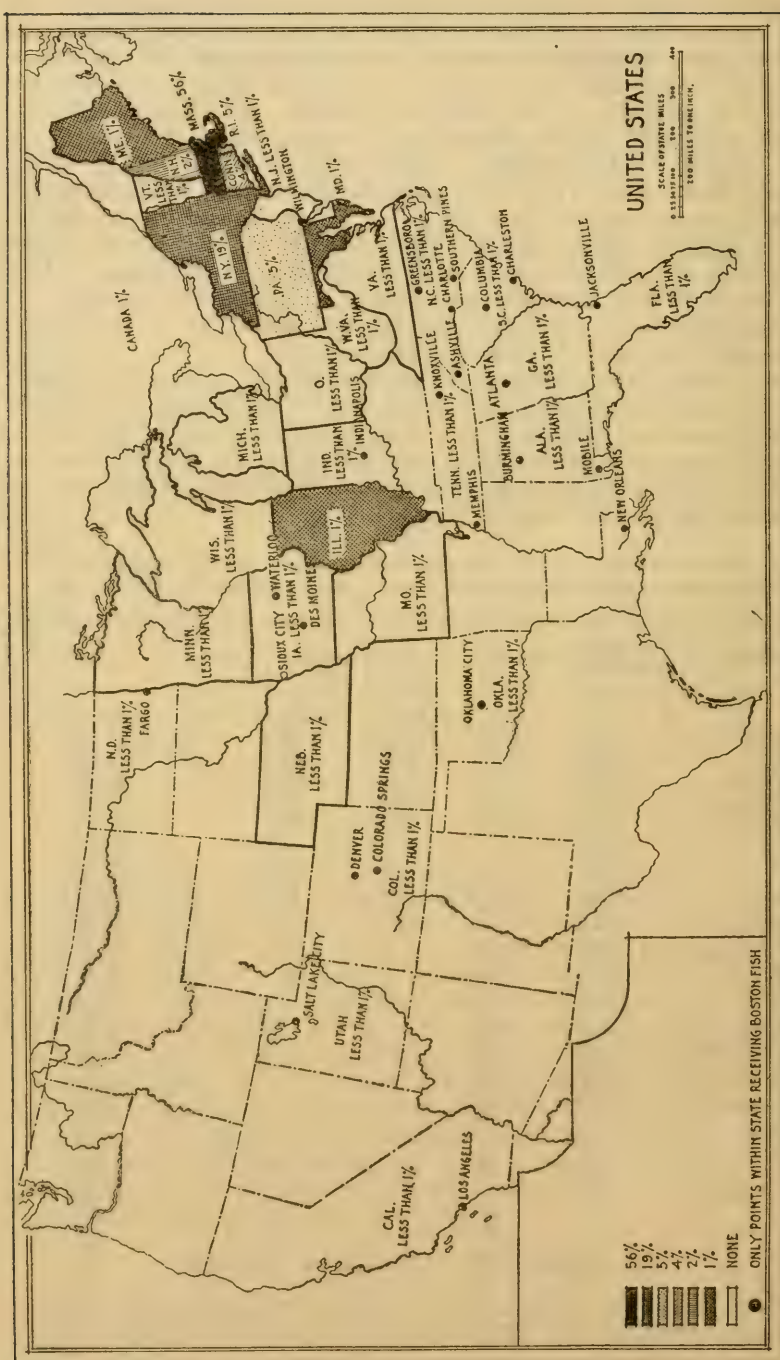 UNITED STATES
SCALE OF STATUE MILES
200 MILES TO ONE INCH.
CANADA 1%
ME. 1%
VT.
LESS
THAN
1%
N.H.
2%
MASS. 56%
R.I. 5%
CONN.
4%
N.J. LESS THAN 1%
N.Y. 19%
PA. 5%
WILMINGTON
MD. 1%
W.VA.
LESS THAN
1%
VA.
LESS THAN 1%
GREENSBORO
N.C. LESS THAN 1%
CHARLOTTE
SOUTHERN PINES
ASHVILLE
COLUMBIA
S.C. LESS THAN 1%
CHARLESTON
KNOXVILLE
TENN. LESS THAN 1%
MEMPHIS
ATLANTA
GA.
LESS THAN 1%
BURMINGHAM
ALA.
LESS THAN 1%
MOBILE
NEW ORLEANS
JACKSONVILLE
FLA.
LESS THAN
1%
O.
LESS THAN 1%
IND.
LESS THAN
1%
INDIANAPOLIS
MICH.
LESS THAN 1%
ILL. 1%
WIS.
LESS THAN 1%
MINN.
LESS THAN 1%
SIOUX CITY
WATERLOO
IA. LESS THAN 1%
DES MOINES
MO.
LESS THAN 1%
N.D.
LESS THAN 1%
FARGO
NEB.
LESS THAN 1%
OKLAHOMA CITY
OKLA.
LESS THAN 1%
DENVER
COLORADO SPRINGS
COL.
LESS THAN 1%
SALT LAKE CITY
UTAH
LESS THAN 1%
CAL.
LESS THAN 1%
LOS ANGELES
56%
19%
5%
4%
2%
1%
NONE
ONLY POINTS WITHIN STATE RECEIVING BOSTON FISH